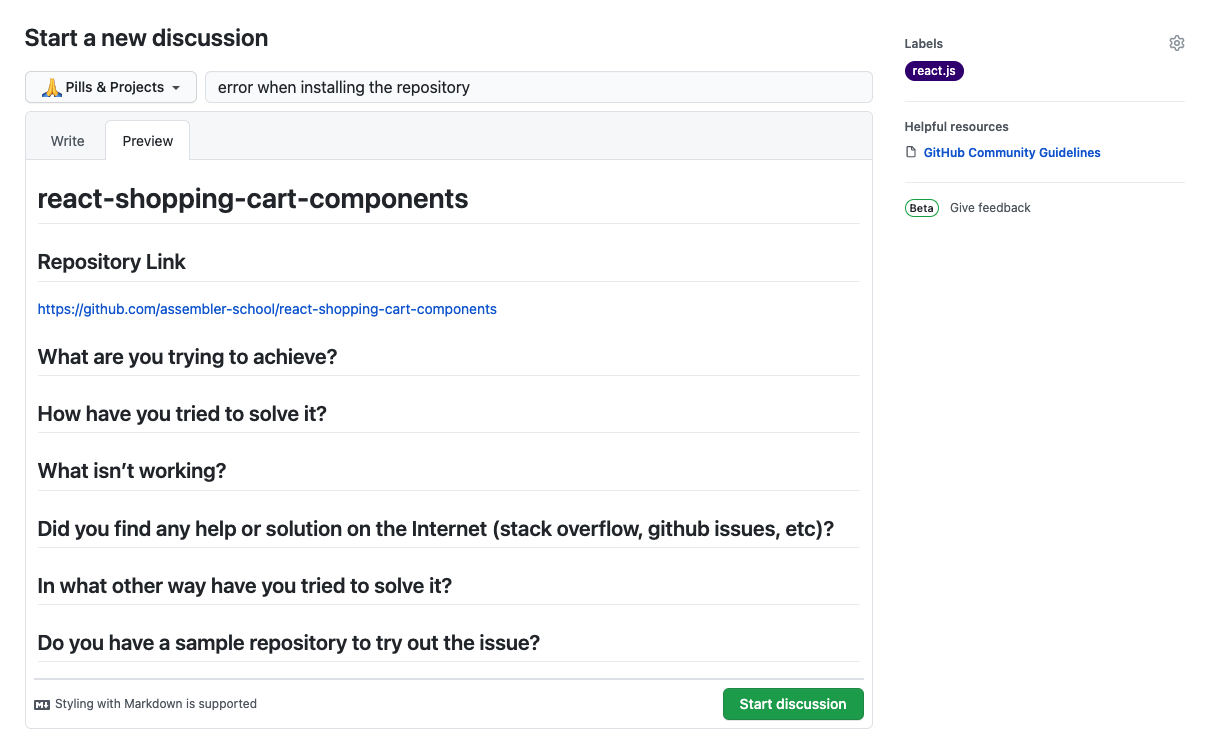 Start a new discussion
Labels
🙏 Pills & Projects
error when installing the repository
react.js
Write
Preview
Helpful resources
GitHub Community Guidelines
react-shopping-cart-components
Beta Give feedback
Repository Link
https://github.com/assembler-school/react-shopping-cart-components
What are you trying to achieve?
How have you tried to solve it?
What isn’t working?
Did you find any help or solution on the Internet (stack overflow, github issues, etc)?
In what other way have you tried to solve it?
Do you have a sample repository to try out the issue?
Styling with Markdown is supported
Start discussion